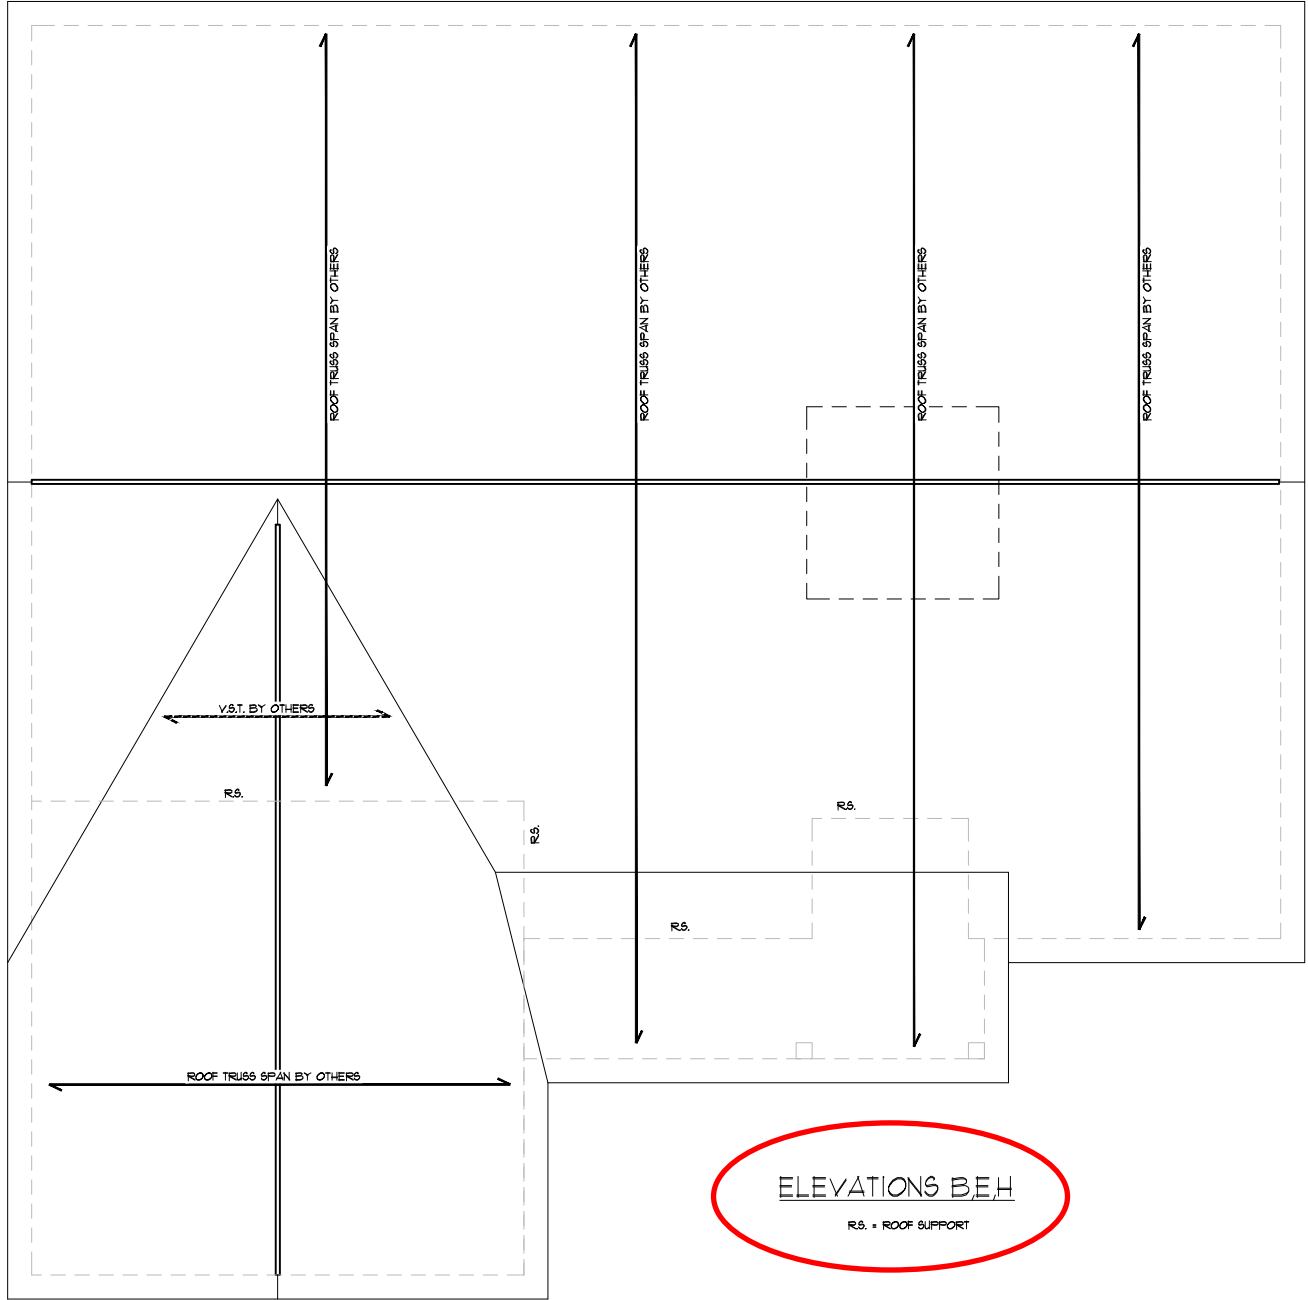 ROOF TRUSS SPAN BY OTHERS
ROOF TRUSS SPAN BY OTHERS
ROOF TRUSS SPAN BY OTHERS
ROOF TRUSS SPAN BY OTHERS
V.S.T. BY OTHERS
R.S.
R.S.
R.S.
R.S.
ROOF TRUSS SPAN BY OTHERS
ELEVATIONS B,E,H
R.S. = ROOF SUPPORT